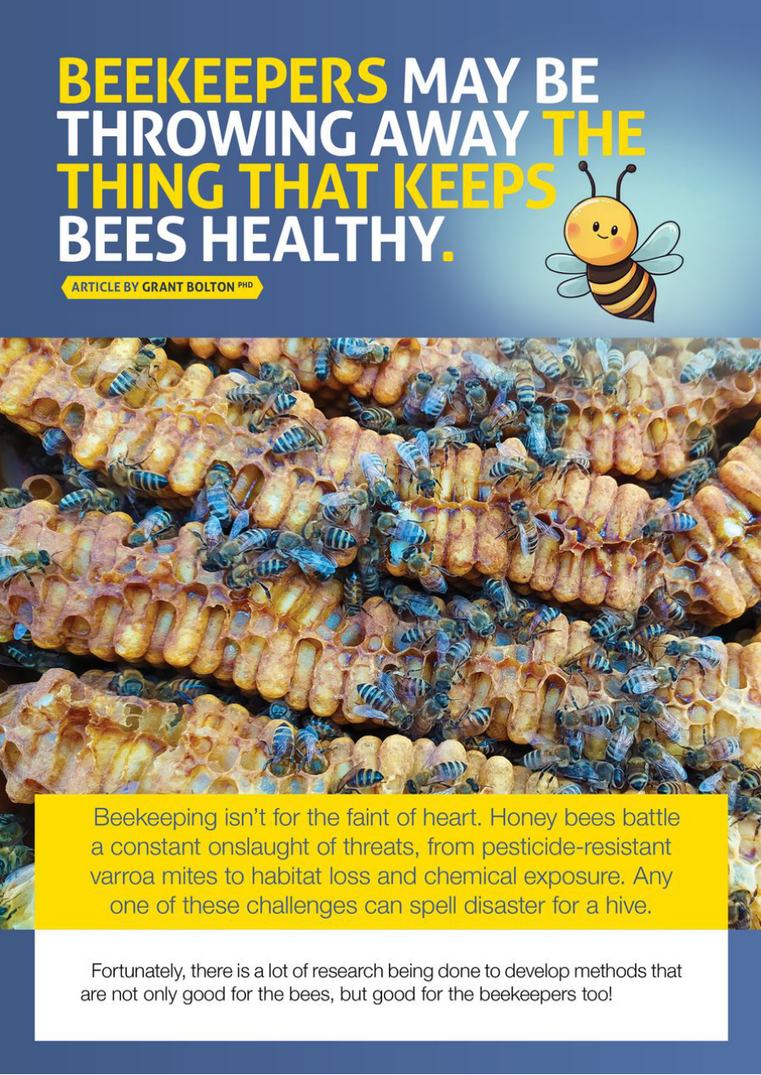 BEEKEEPERS MAY BE
THROWING AWAY THE
THING THAT KEEPS
BEES HEALTHY.
ARTICLE BY GRANT BOLTON PHD
Beekeeping isn’t for the faint of heart. Honey bees battle
a constant onslaught of threats, from pesticide-resistant
varroa mites to habitat loss and chemical exposure. Any
one of these challenges can spell disaster for a hive.
Fortunately, there is a lot of research being done to develop methods that
are not only good for the bees, but good for the beekeepers too!